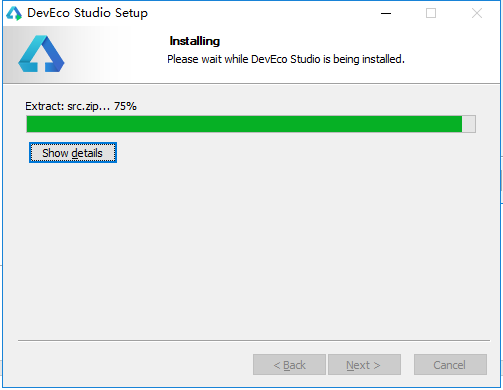 DevEco Studio Setup
Installing
Please wait while DevEco Studio is being installed.
Extract: src.zip... 75%
Show details
< Back
Next >
Cancel